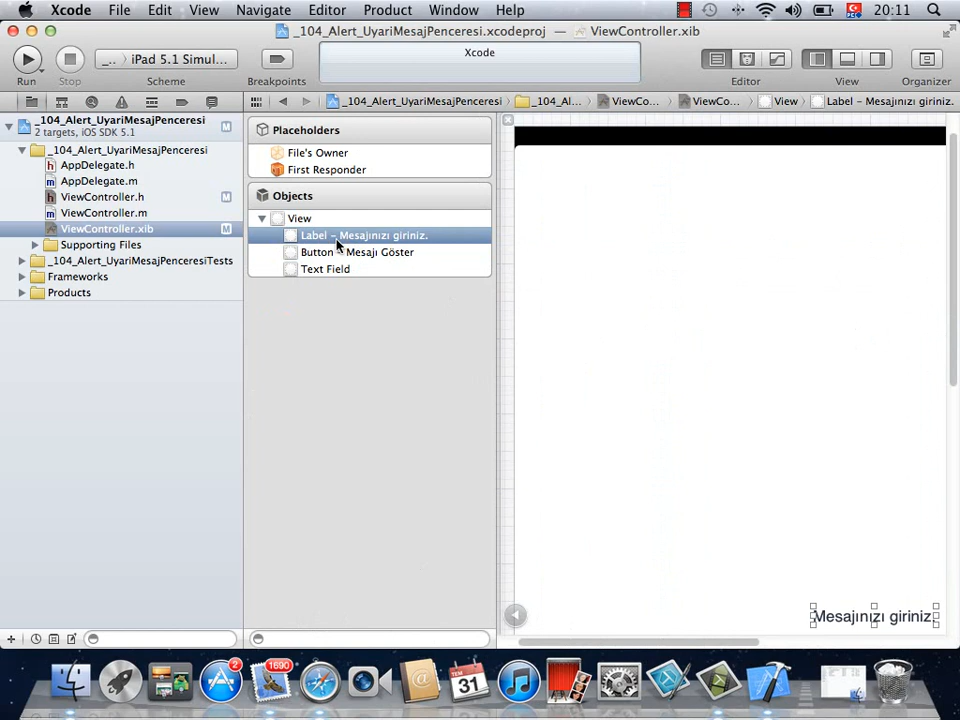 Xcode File Edit View Navigate Editor Product Window Help 20:11
_104_Alert_UyariMesajPenceresi.xcodeproj — ViewController.xib
Run Stop _.. › iPad 5.1 Simul... Scheme Breakpoints Xcode Editor View Organizer
_104_Alert_UyariMesajPenceresi _104_Al... ViewCo... ViewCo... View Label – Mesajınızı giriniz.
_104_Alert_UyariMesajPenceresi M
2 targets, iOS SDK 5.1
_104_Alert_UyariMesajPenceresi
AppDelegate.h
AppDelegate.m
ViewController.h M
ViewController.m
ViewController.xib M
Supporting Files
_104_Alert_UyariMesajPenceresiTests
Frameworks
Products
Placeholders
File's Owner
First Responder
Objects
View
Label – Mesajınızı giriniz.
Button – Mesajı Göster
Text Field
Mesajınızı giriniz.
2
1690
TUE
31